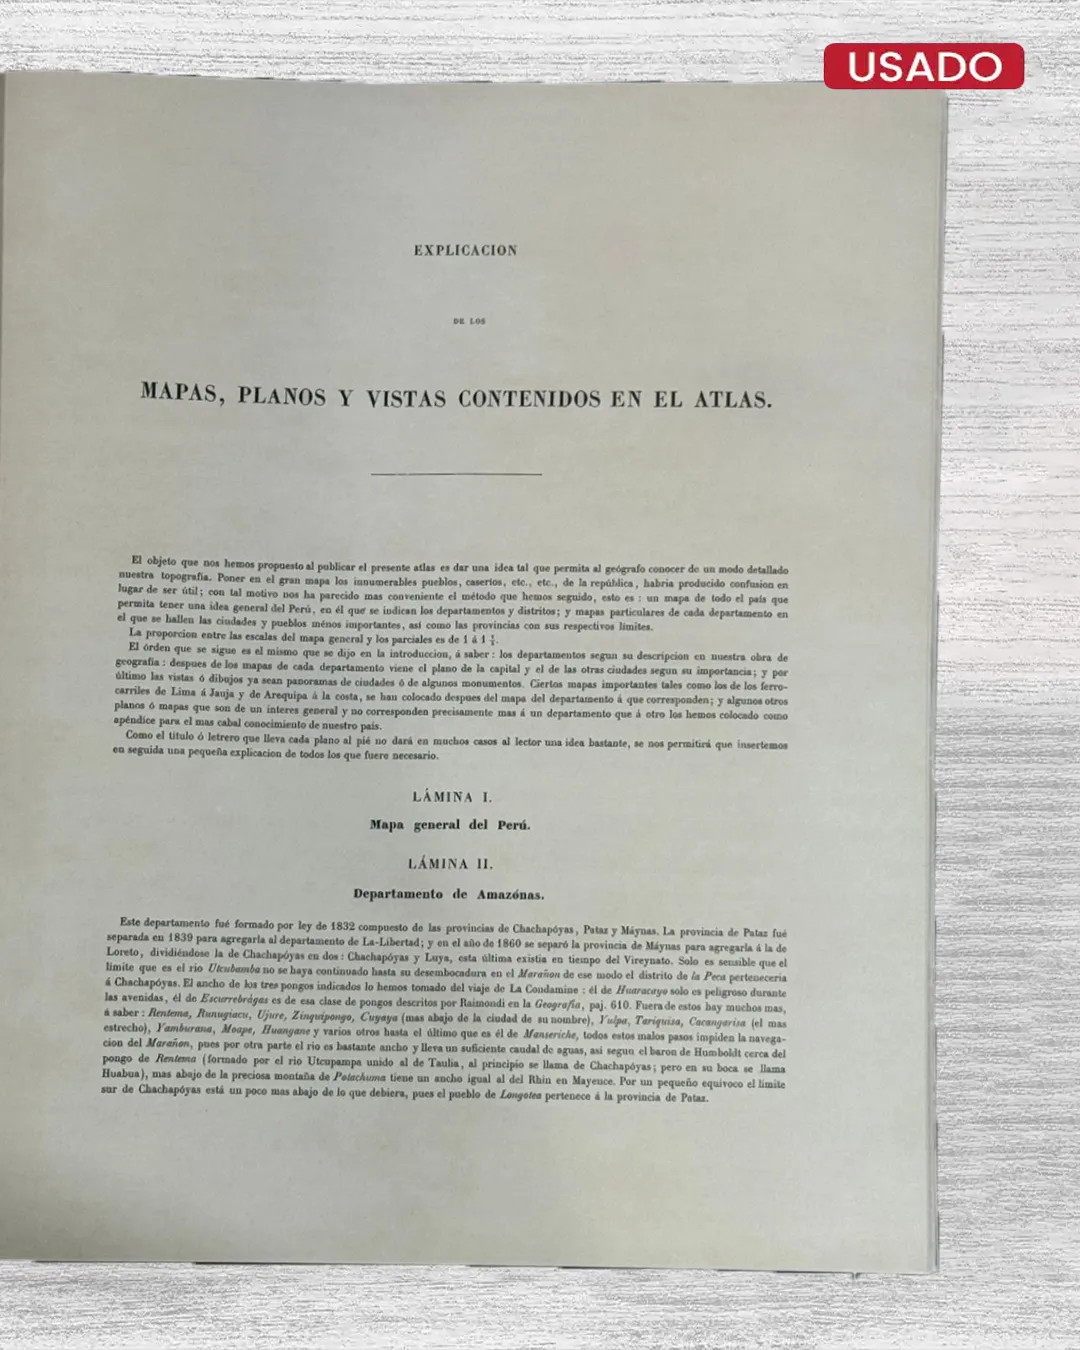 USADO
EXPLICACION
DE LOS
MAPAS, PLANOS Y VISTAS CONTENIDOS EN EL ATLAS.
El objeto que nos hemos propuesto al publicar el presente atlas es dar una idea tal que permita al geógrafo conocer de un modo detallado
nuestra topografía. Poner en el gran mapa los innumerables pueblos, caseríos, etc., etc., de la república, habria producido confusion en
lugar de ser útil; con tal motivo nos ha parecido mas conveniente el método que hemos seguido, esto es : un mapa de todo el país que
permita tener una idea general del Perú, en él que se indican los departamentos y distritos; y mapas particulares de cada departamento en
el que se hallen las ciudades y pueblos ménos importantes, así como las provincias con sus respectivos límites.
La proporcion entre las escalas del mapa general y los parciales es de 1 á 1
El órden que se sigue es el mismo que se dijo en la introduccion, á saber : los departamentos segun su descripcion en nuestra obra de
geografía : despues de los mapas de cada departamento viene el plano de la capital y el de las otras ciudades segun su importancia; y por
último las vistas ó dibujos ya sean panoramas de ciudades ó de algunos monumentos. Ciertos mapas importantes tales como los de los ferro-
carriles de Lima á Jauja y de Arequipa á la costa, se han colocado despues del mapa del departamento á que corresponden; y algunos otros
planos ó mapas que son de un interes general y no corresponden precisamente mas á un departamento que á otro los hemos colocado como
apéndice para el mas cabal conocimiento de nuestro país.
Como el título ó letrero que lleva cada plano al pié no dará en muchos casos al lector una idea bastante, se nos permitirá que insertemos
en seguida una pequeña explicacion de todos los que fuere necesario.
LÁMINA I.
Mapa general del Perú.
LÁMINA II.
Departamento de Amazónas.
Este departamento fué formado por ley de 1832 compuesto de las provincias de Chachapóyas, Pataz y Máynas. La provincia de Pataz fué
separada en 1839 para agregarla al departamento de La-Libertad; y en el año de 1860 se separó la provincia de Máynas para agregarla á la de
Loreto, dividiéndose la de Chachapóyas en dos : Chachapóyas y Luya, esta última existia en tiempo del Vireynato. Solo es sensible que el
límite que es el rio Utcubamba no se haya continuado hasta su desembocadura en el Marañon de ese modo el distrito de la Peca perteneceria
á Chachapóyas. El ancho de los tres pongos indicados lo hemos tomado del viaje de La Condamine : él de Huaracayo solo es peligroso durante
las avenidas, él de Escurrebrágas es de esa clase de pongos descritos por Raimondi en la Geografía, paj. 610. Fuera de estos hay muchos mas,
á saber : Rentema, Runugiacu, Ujure, Zinquipongo, Cuyaya (mas abajo de la ciudad de su nombre), Yulpa, Tariquisa, Cacangarisa (el mas
estrecho), Yamburana, Moape, Huangane y varios otros hasta el último que es él de Manseriche, todos estos malos pasos impiden la navega-
cion del Marañon, pues por otra parte el rio es bastante ancho y lleva un suficiente caudal de aguas, así segun el baron de Humboldt cerca del
pongo de Rentema (formado por el rio Utcupampa unido al de Taulia, al principio se llama de Chachapóyas; pero en su boca se llama
Huabua), mas abajo de la preciosa montaña de Potachuma tiene un ancho igual al del Rhin en Mayence. Por un pequeño equivoco el límite
sur de Chachapóyas está un poco mas abajo de lo que debiera, pues el pueblo de Longotea pertenece á la provincia de Pataz.